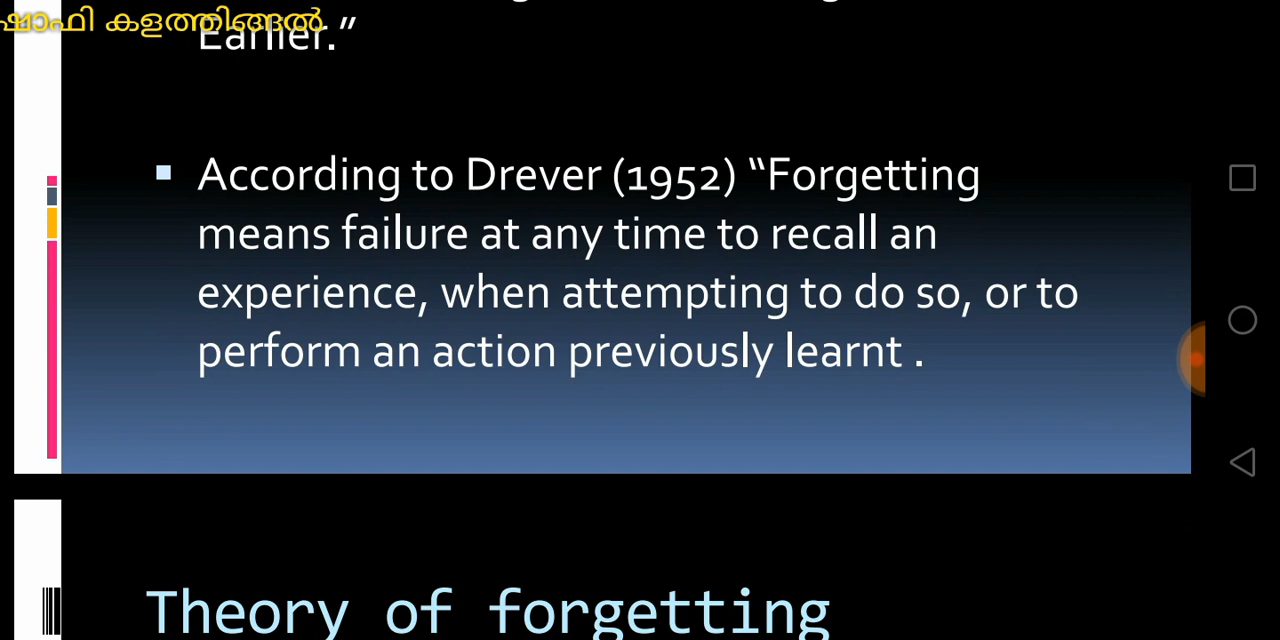 ഷാഫി കളത്തിങ്ങൽ
Earlier.”
▪ According to Drever (1952) “Forgetting
means failure at any time to recall an
experience, when attempting to do so, or to
perform an action previously learnt .
Theory of forgetting